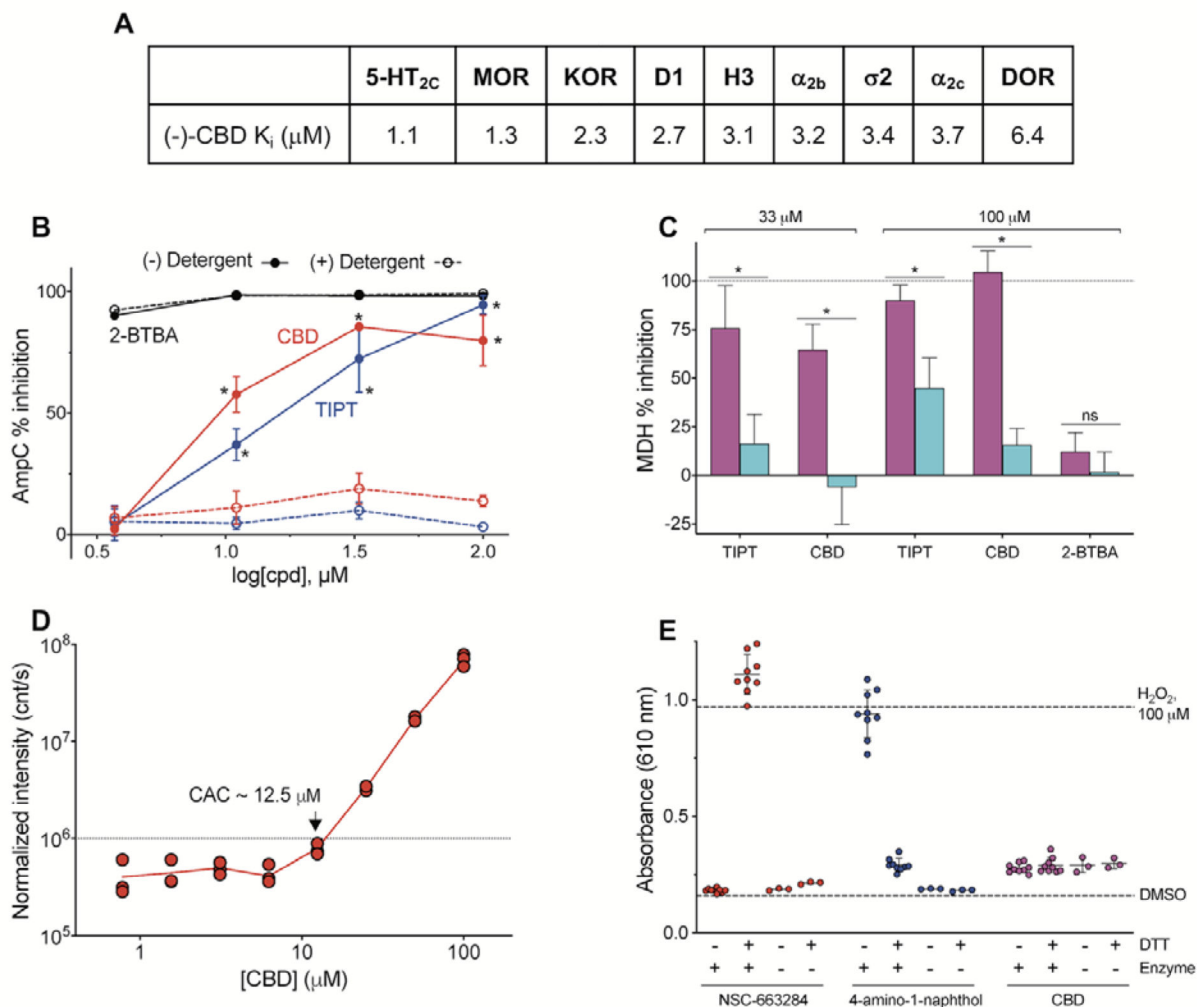 A
5-HT2C MOR KOR D1 H3 α2b σ2 α2c DOR
(-)-CBD Ki (μM) 1.1 1.3 2.3 2.7 3.1 3.2 3.4 3.7 6.4
B
(-) Detergent (+) Detergent
AmpC % inhibition
100
50
0
2-BTBA
CBD
TIPT
*
*
*
*
*
*
0.5 1.0 1.5 2.0
log[cpd], μM
C
33 μM 100 μM
MDH % inhibition
100
75
50
25
0
-25
* * * * ns
TIPT CBD TIPT CBD 2-BTBA
D
Normalized intensity (cnt/s)
10^8
10^7
10^6
10^5
CAC ~ 12.5 μM
1 10 100
[CBD] (μM)
E
Absorbance (610 nm)
1.0
0.5
0.0
H2O2,
100 μM
DMSO
- + - + - + - + - + - + DTT
+ + - - + + - - + + - - Enzyme
NSC-663284 4-amino-1-naphthol CBD